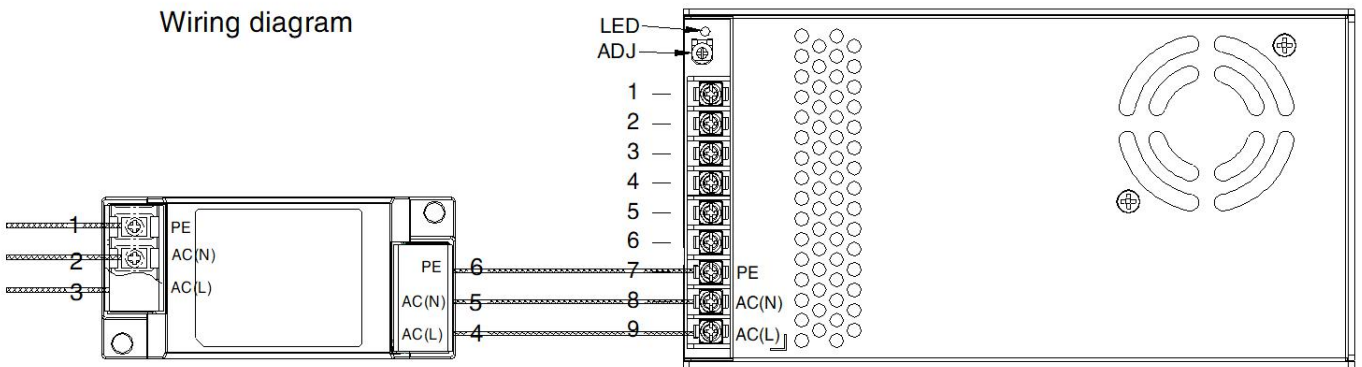 Wiring diagram
LED
ADJ
1
2
3
4
5
6
7 PE
8 AC(N)
9 AC(L)
1 PE
2 AC(N)
3 AC(L)
PE 6
AC(N) 5
AC(L) 4